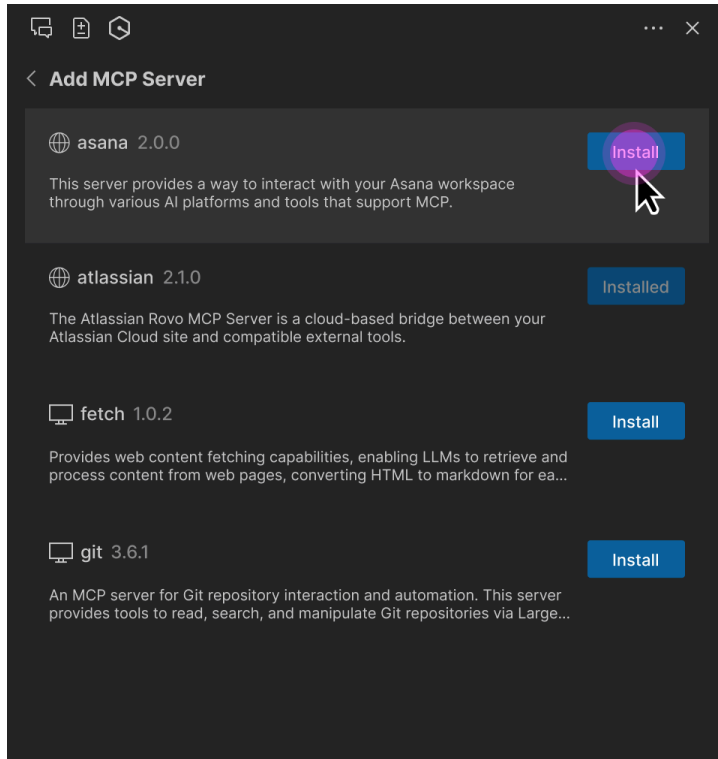 Add MCP Server
asana 2.0.0
Install
This server provides a way to interact with your Asana workspace
through various AI platforms and tools that support MCP.
atlassian 2.1.0
Installed
The Atlassian Rovo MCP Server is a cloud-based bridge between your
Atlassian Cloud site and compatible external tools.
fetch 1.0.2
Install
Provides web content fetching capabilities, enabling LLMs to retrieve and
process content from web pages, converting HTML to markdown for ea...
git 3.6.1
Install
An MCP server for Git repository interaction and automation. This server
provides tools to read, search, and manipulate Git repositories via Large...